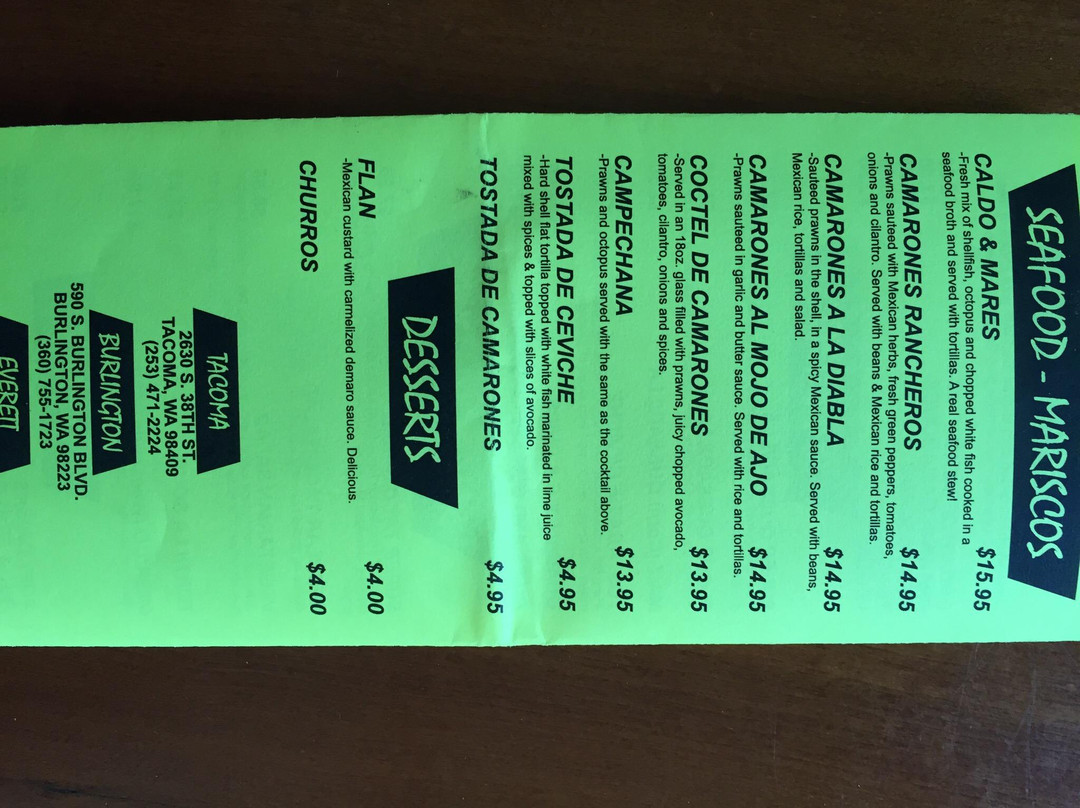 SEAFOOD - MARISCOS
CALDO & MARES $15.95
-Fresh mix of shellfish, octopus and chopped white fish cooked in a
seafood broth and served with tortillas. A real seafood stew!
CAMARONES RANCHEROS $14.95
-Prawns sauteed with Mexican herbs, fresh green peppers, tomatoes,
onions and cilantro. Served with beans & Mexican rice and tortillas.
CAMARONES A LA DIABLA $14.95
-Sauteed prawns in the shell, in a spicy Mexican sauce. Served with beans,
Mexican rice, tortillas and salad.
CAMARONES AL MOJO DE AJO $14.95
-Prawns sauteed in garlic and butter sauce. Served with rice and tortillas.
COCTEL DE CAMARONES $13.95
-Served in an 18oz. glass filled with prawns, juicy chopped avocado,
tomatoes, cilantro, onions and spices.
CAMPECHANA $13.95
-Prawns and octopus served with the same as the cocktail above.
TOSTADA DE CEVICHE $4.95
-Hard shell flat tortilla topped with white fish marinated in lime juice
mixed with spices & topped with slices of avocado.
TOSTADA DE CAMARONES $4.95
DESSERTS
FLAN $4.00
-Mexican custard with carmelized demaro sauce. Delicious.
CHURROS $4.00
TACOMA
2630 S. 38TH ST.
TACOMA, WA 98409
(253) 471-2224
BURLINGTON
590 S. BURLINGTON BLVD.
BURLINGTON, WA 98223
(360) 755-1723
EVERETT